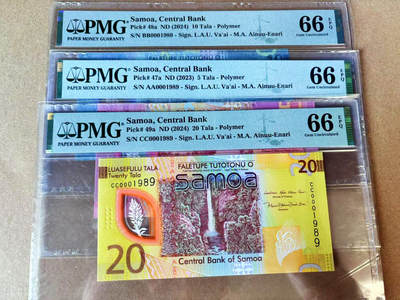 PMG
PAPER MONEY GUARANTY
Samoa, Central Bank
Pick# 48a ND (2024) 10 Tala - Polymer
S/N BB0001989 - Sign. L.A.U. Va'ai - M.A. Ainuu-Enari
66 EPQ
Gem Uncirculated
PMG
PAPER MONEY GUARANTY
Samoa, Central Bank
Pick# 47a ND (2023) 5 Tala - Polymer
S/N AA0001989 - Sign. L.A.U. Va'ai - M.A. Ainuu-Enari
66 EPQ
Gem Uncirculated
PMG
PAPER MONEY GUARANTY
Samoa, Central Bank
Pick# 49a ND (2024) 20 Tala - Polymer
S/N CC0001989 - Sign. L.A.U. Va'ai - M.A. Ainuu-Enari
66 EPQ
Gem Uncirculated
LUASEFULU TALA
Twenty Tala
CC0001989
FALETUPE TUTOTONU O
Samoa
20
CC0001989
20
Central Bank of Samoa